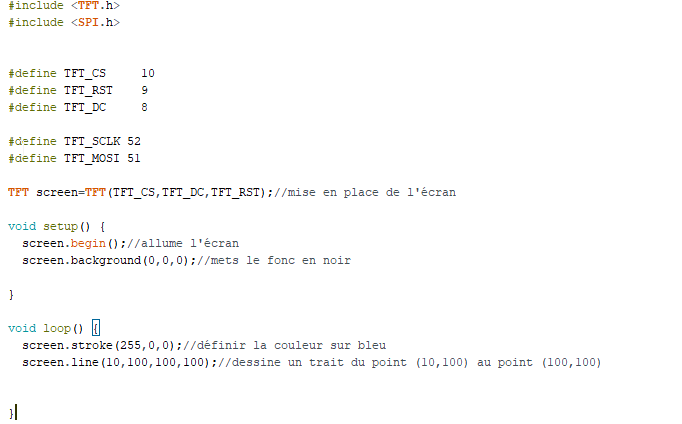 #include <TFT.h>
#include <SPI.h>
#define TFT_CS     10
#define TFT_RST    9
#define TFT_DC     8
#define TFT_SCLK 52
#define TFT_MOSI 51
TFT screen=TFT(TFT_CS,TFT_DC,TFT_RST);//mise en place de l'écran
void setup() {
  screen.begin();//allume l'écran
  screen.background(0,0,0);//mets le fonc en noir
}
void loop() {
  screen.stroke(255,0,0);//définir la couleur sur bleu
  screen.line(10,100,100,100);//dessine un trait du point (10,100) au point (100,100)
}